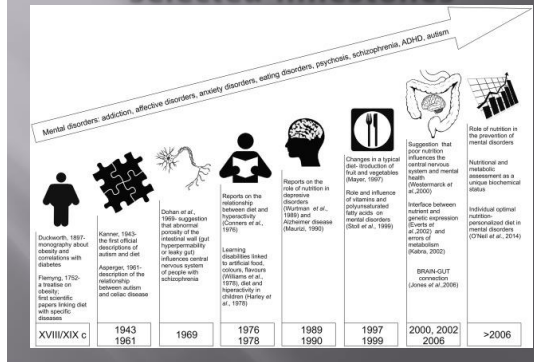 Mental disorders: addiction, affective disorders, anxiety disorders, eating disorders, psychosis, schizophrenia, ADHD, autism
Duckworth, 1897-
monography about
obesity and
correlations with
diabetes
Flemyng, 1752-
a treatise on
obesity;
first scientific
papers linking diet
with specific
diseases
XVIII/XIX c
Kanner, 1943-
the first official
descriptions of
autism and diet
Asperger, 1961-
description of the
relationship
between autism
and celiac disease
1943
1961
Dohan et al.,
1969- suggestion
that abnormal
porosity of the
intestinal wall (gut
hyperpermability
or leaky gut)
influences central
nervous system
of people with
schizophrenia
1969
Reports on the
relationship
between diet and
hyperactivity
(Conners et al.,
1976)
Learning
disabilities linked
to artificial food,
colours, flavours
(Williams et al.,
1978), diet and
hiperactivity in
children (Harley et
al., 1978)
1976
1978
Reports on the
role of nutrition in
depresive
disorders
(Wurtman et al.,
1989) and
Alzheimer disease
(Maurizi, 1990)
1989
1990
Changes in a typical
diet- Itroduction of
fruit and vegetables
(Mayer, 1997)
Role and influence
of vitamins and
polyunsaturated
fatty acids on
mental disorders
(Stoll et al., 1999)
1997
1999
Suggestion that
poor nutrition
influences the
central nervous
system and mental
health
(Westermarck et
al.,2000)
Interface between
nutrient and
genetic expression
(Everts et
al.,2002) and
errors of
metabolism
(Kabra, 2002)
BRAIN-GUT
connection
(Jones et al.,2006)
2000, 2002
2006
Role of nutrition in
the prevention of
mental disorders
Nutritional and
metabolic
assessment as a
unique biochemical
status
Individual optimal
nutrition-
personalized diet in
mental disorders
(O'Neil et al., 2014)
>2006